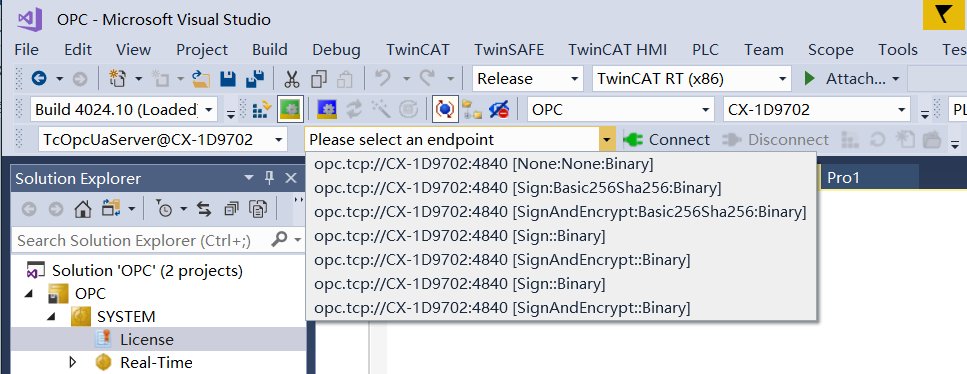 OPC - Microsoft Visual Studio
File Edit View Project Build Debug TwinCAT TwinSAFE TwinCAT HMI PLC Team Scope Tools Tes
Release TwinCAT RT (x86) Attach...
Build 4024.10 (Loaded) OPC CX-1D9702 PL
TcOpcUaServer@CX-1D9702 Please select an endpoint Connect Disconnect
opc.tcp://CX-1D9702:4840 [None:None:Binary]
Solution Explorer opc.tcp://CX-1D9702:4840 [Sign:Basic256Sha256:Binary] Pro1
opc.tcp://CX-1D9702:4840 [SignAndEncrypt:Basic256Sha256:Binary]
Search Solution Explorer (Ctrl+;) opc.tcp://CX-1D9702:4840 [Sign::Binary]
opc.tcp://CX-1D9702:4840 [SignAndEncrypt::Binary]
Solution 'OPC' (2 projects) opc.tcp://CX-1D9702:4840 [Sign::Binary]
OPC opc.tcp://CX-1D9702:4840 [SignAndEncrypt::Binary]
SYSTEM
License
Real-Time